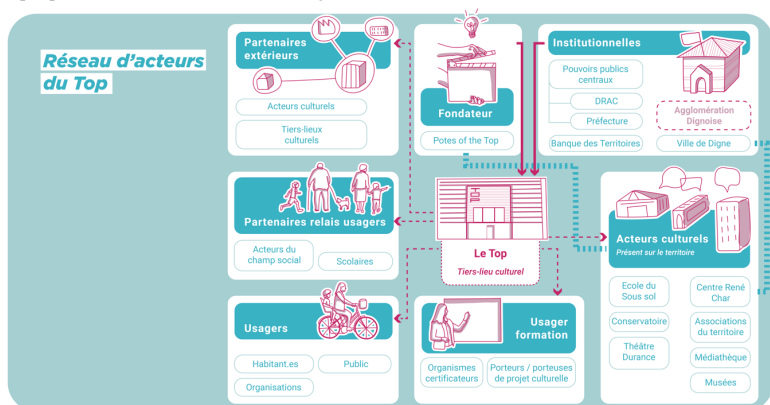 Réseau d'acteurs
du Top
Partenaires
extérieurs
Acteurs culturels
Tiers-lieux
culturels
Fondateur
Potes of the Top
Institutionnelles
Pouvoirs publics
centraux
DRAC
Préfecture
Banque des Territoires
Agglomération
Dignoise
Ville de Digne
Partenaires relais usagers
Acteurs du
champ social
Scolaires
TOP
Le Top
Tiers-lieu culturel
Acteurs culturels
Présent sur le territoire
Ecole du
Sous sol
Conservatoire
Théâtre
Durance
Centre René
Char
Associations
du territoire
Médiathèque
Musées
Usagers
Habitant.es
Public
Organisations
Usager
formation
Organismes
certificateurs
Porteurs / porteuses
de projet culturelle